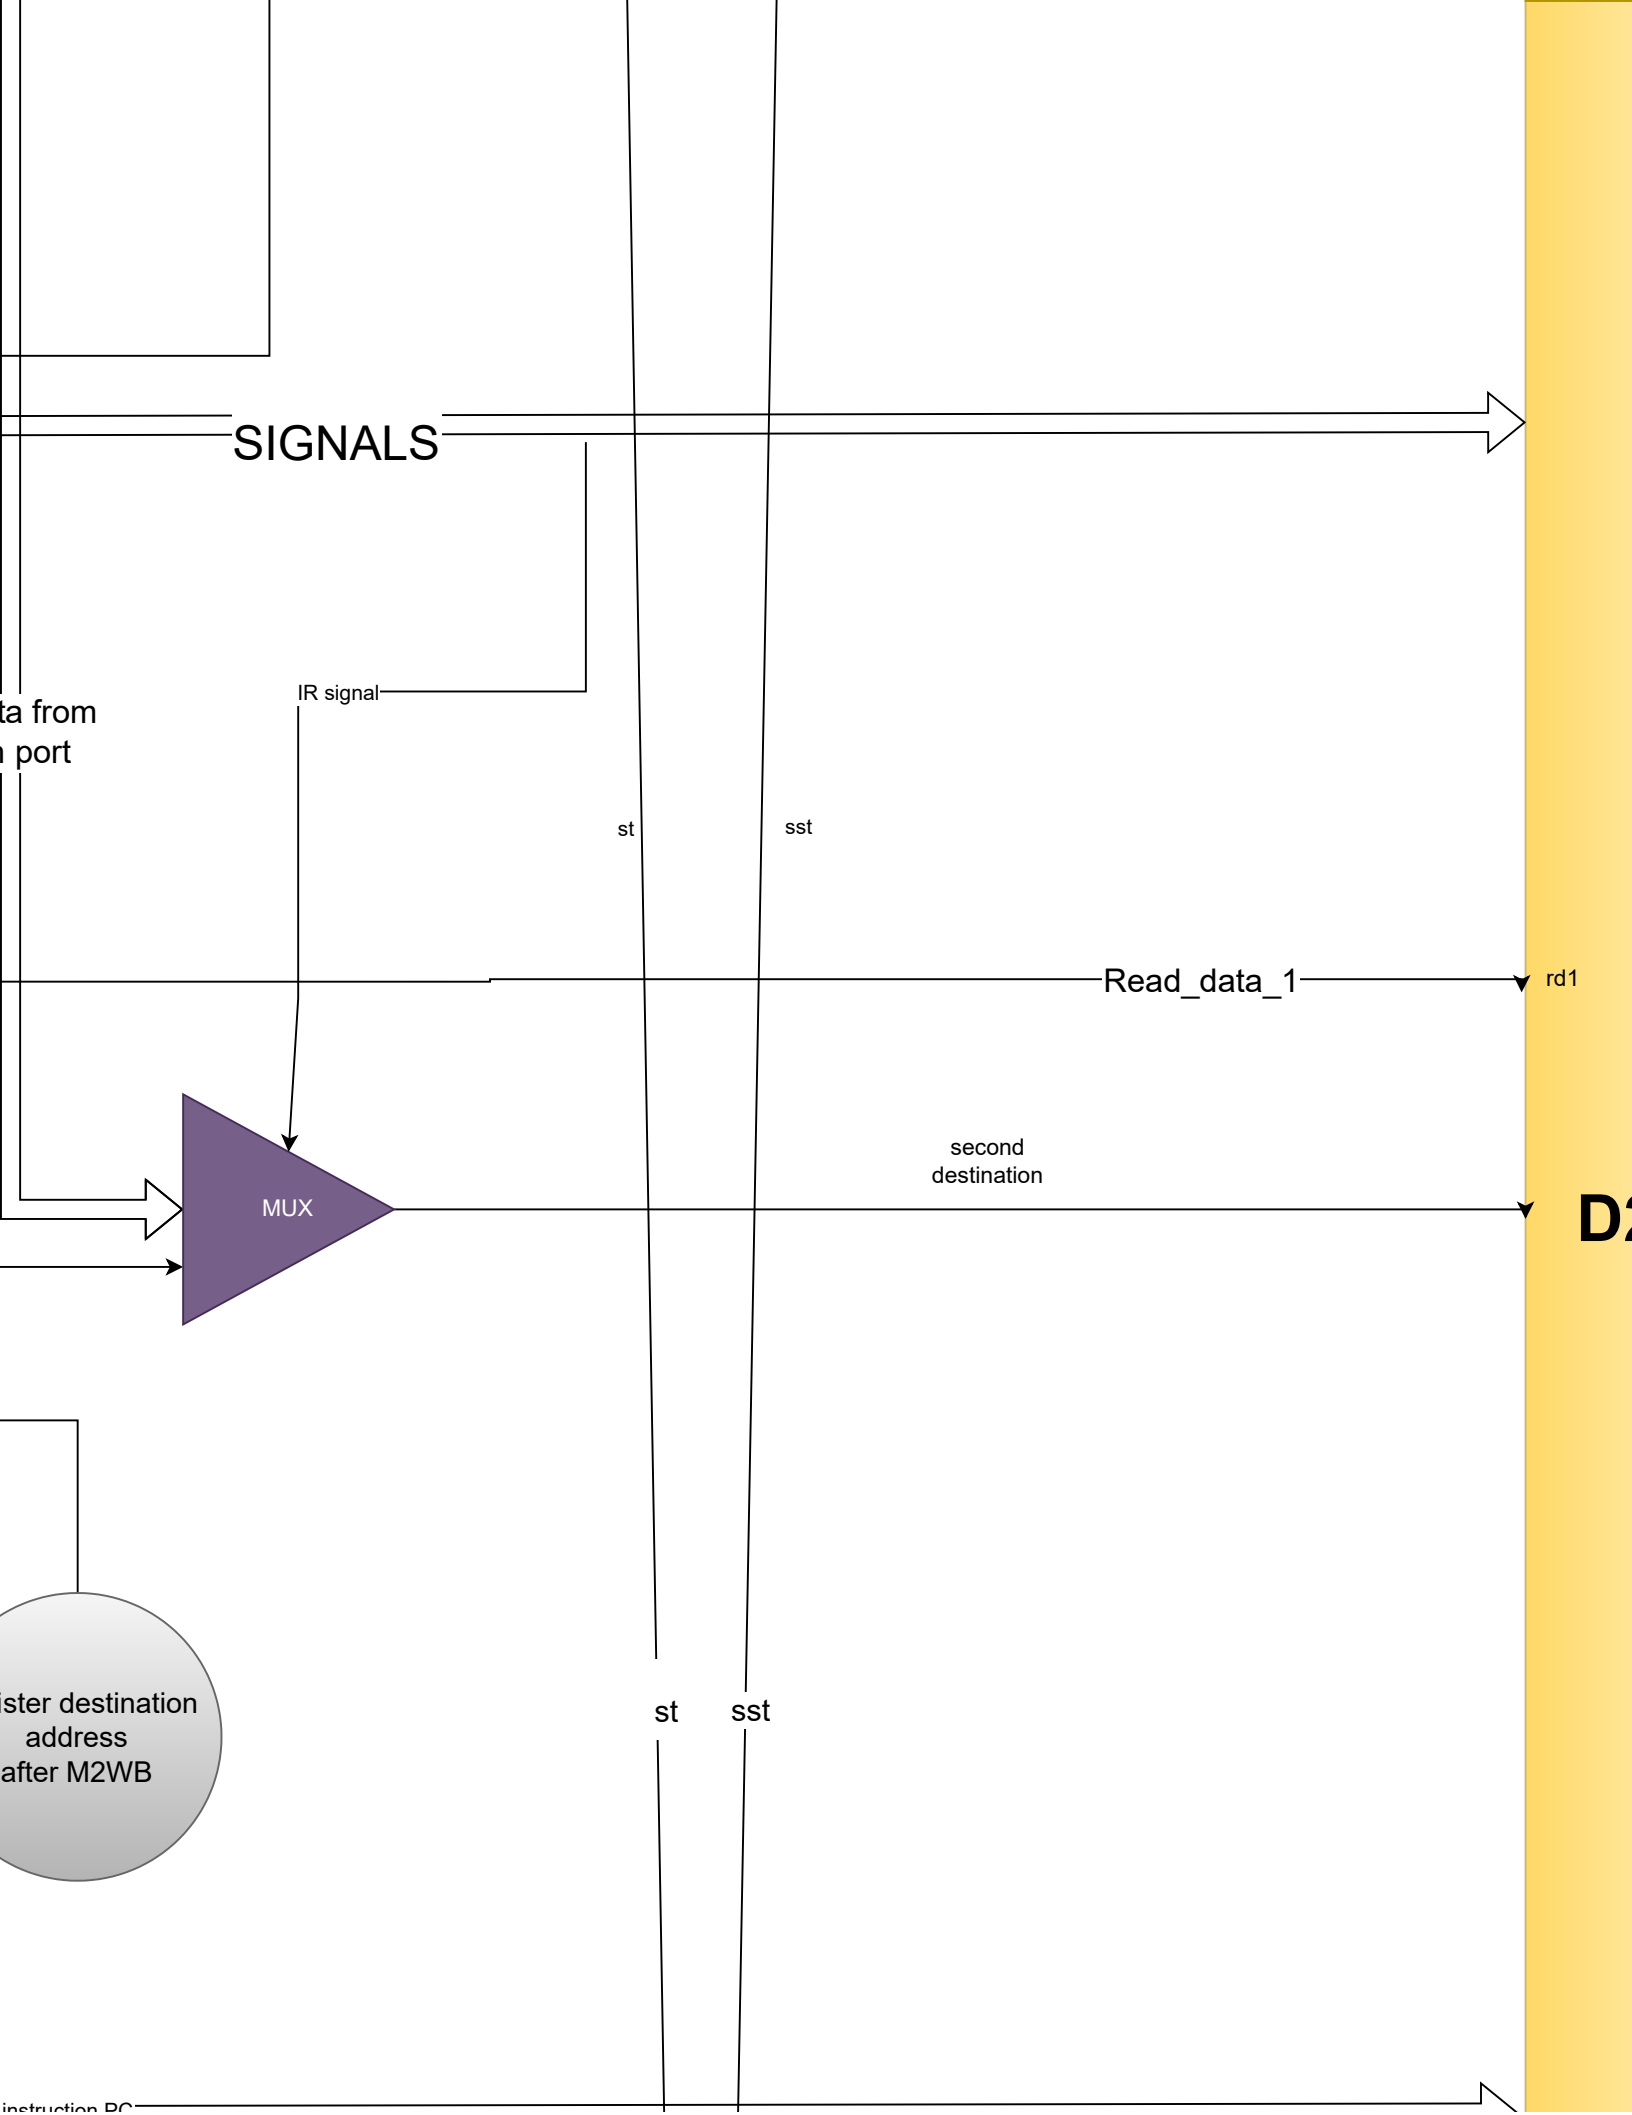 SIGNALS
IR signal
ta from
port
st
sst
Read_data_1
rd1
second
destination
MUX
D2
ister destination
address
after M2WB
st
sst
instruction PC